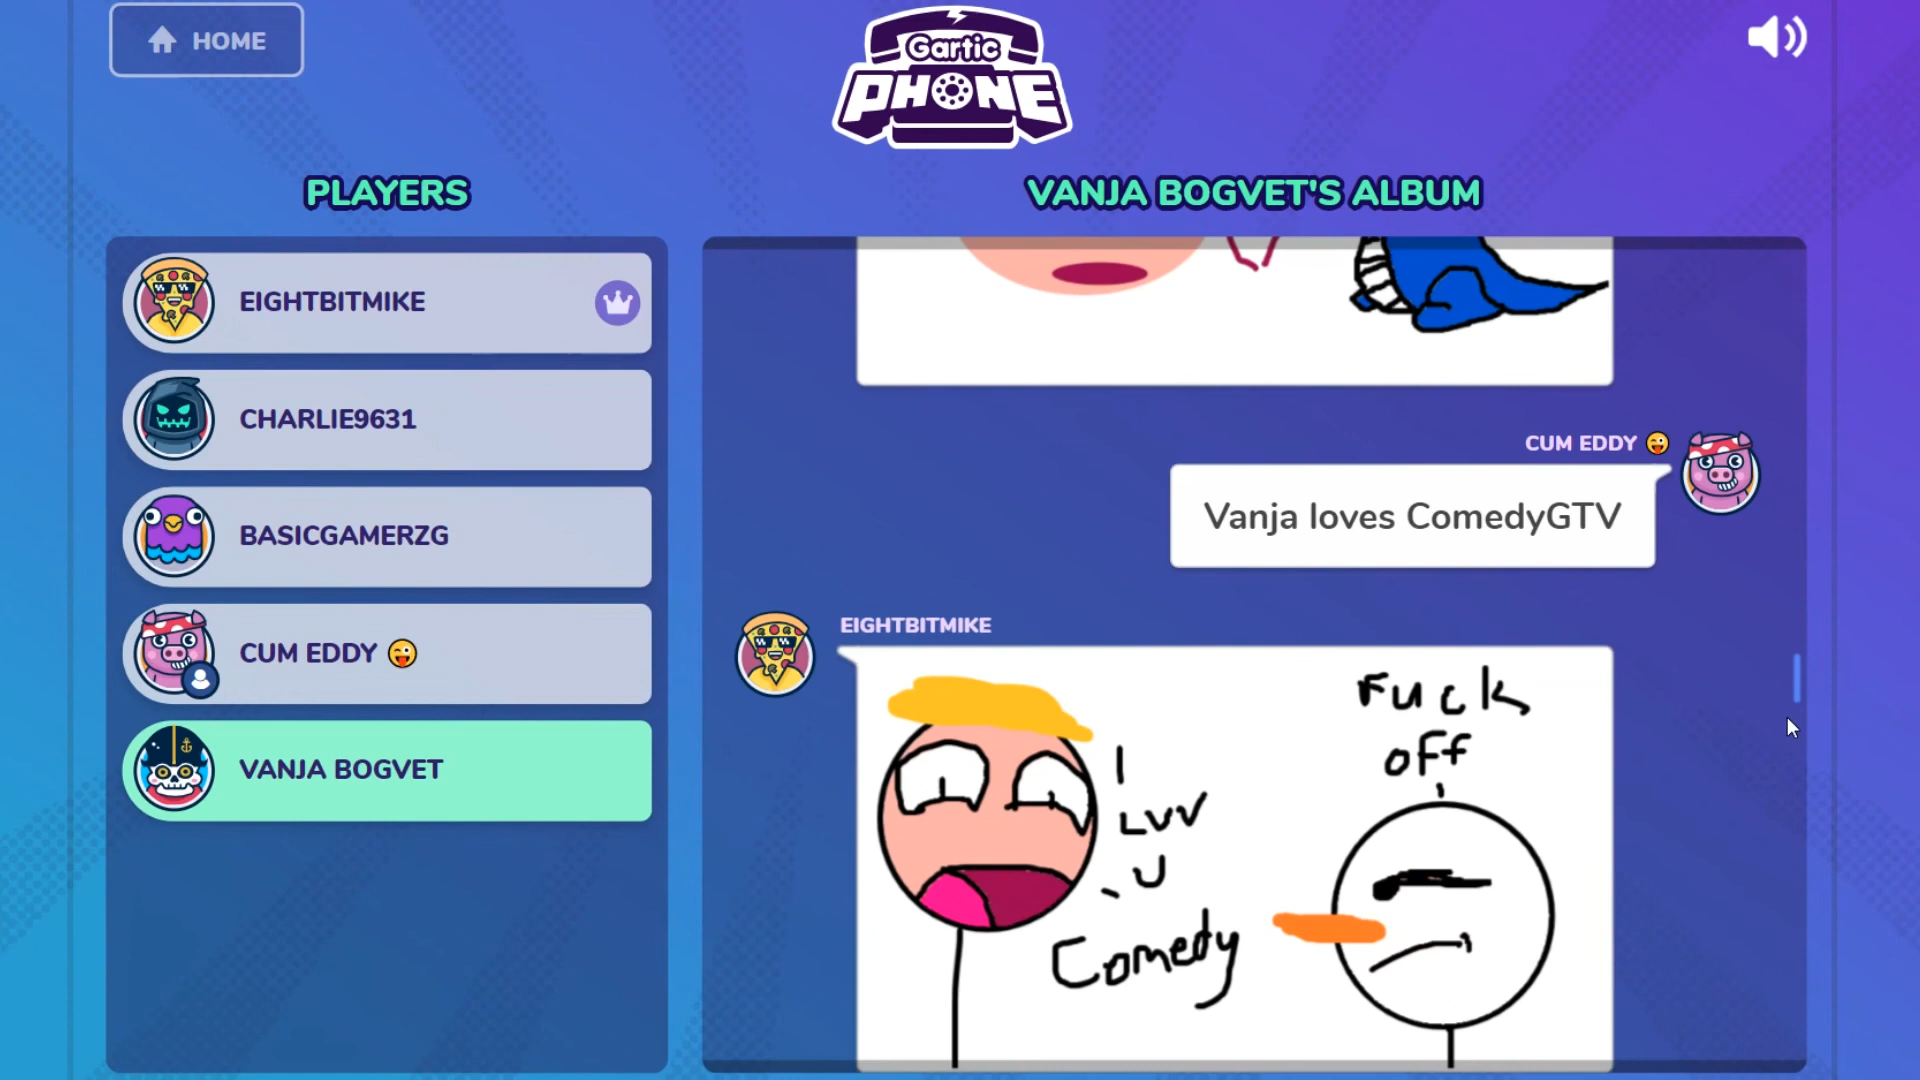 HOME
Gartic
PHONE
PLAYERS
VANJA BOGVET'S ALBUM
EIGHTBITMIKE
CHARLIE9631
BASICGAMERZG
CUM EDDY 😜
VANJA BOGVET
CUM EDDY 😜
Vanja loves ComedyGTV
EIGHTBITMIKE
I
LVV
U
Comedy
Fuck
off